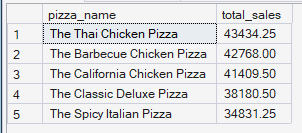 pizza_name total_sales
1 The Thai Chicken Pizza 43434.25
2 The Barbecue Chicken Pizza 42768.00
3 The California Chicken Pizza 41409.50
4 The Classic Deluxe Pizza 38180.50
5 The Spicy Italian Pizza 34831.25